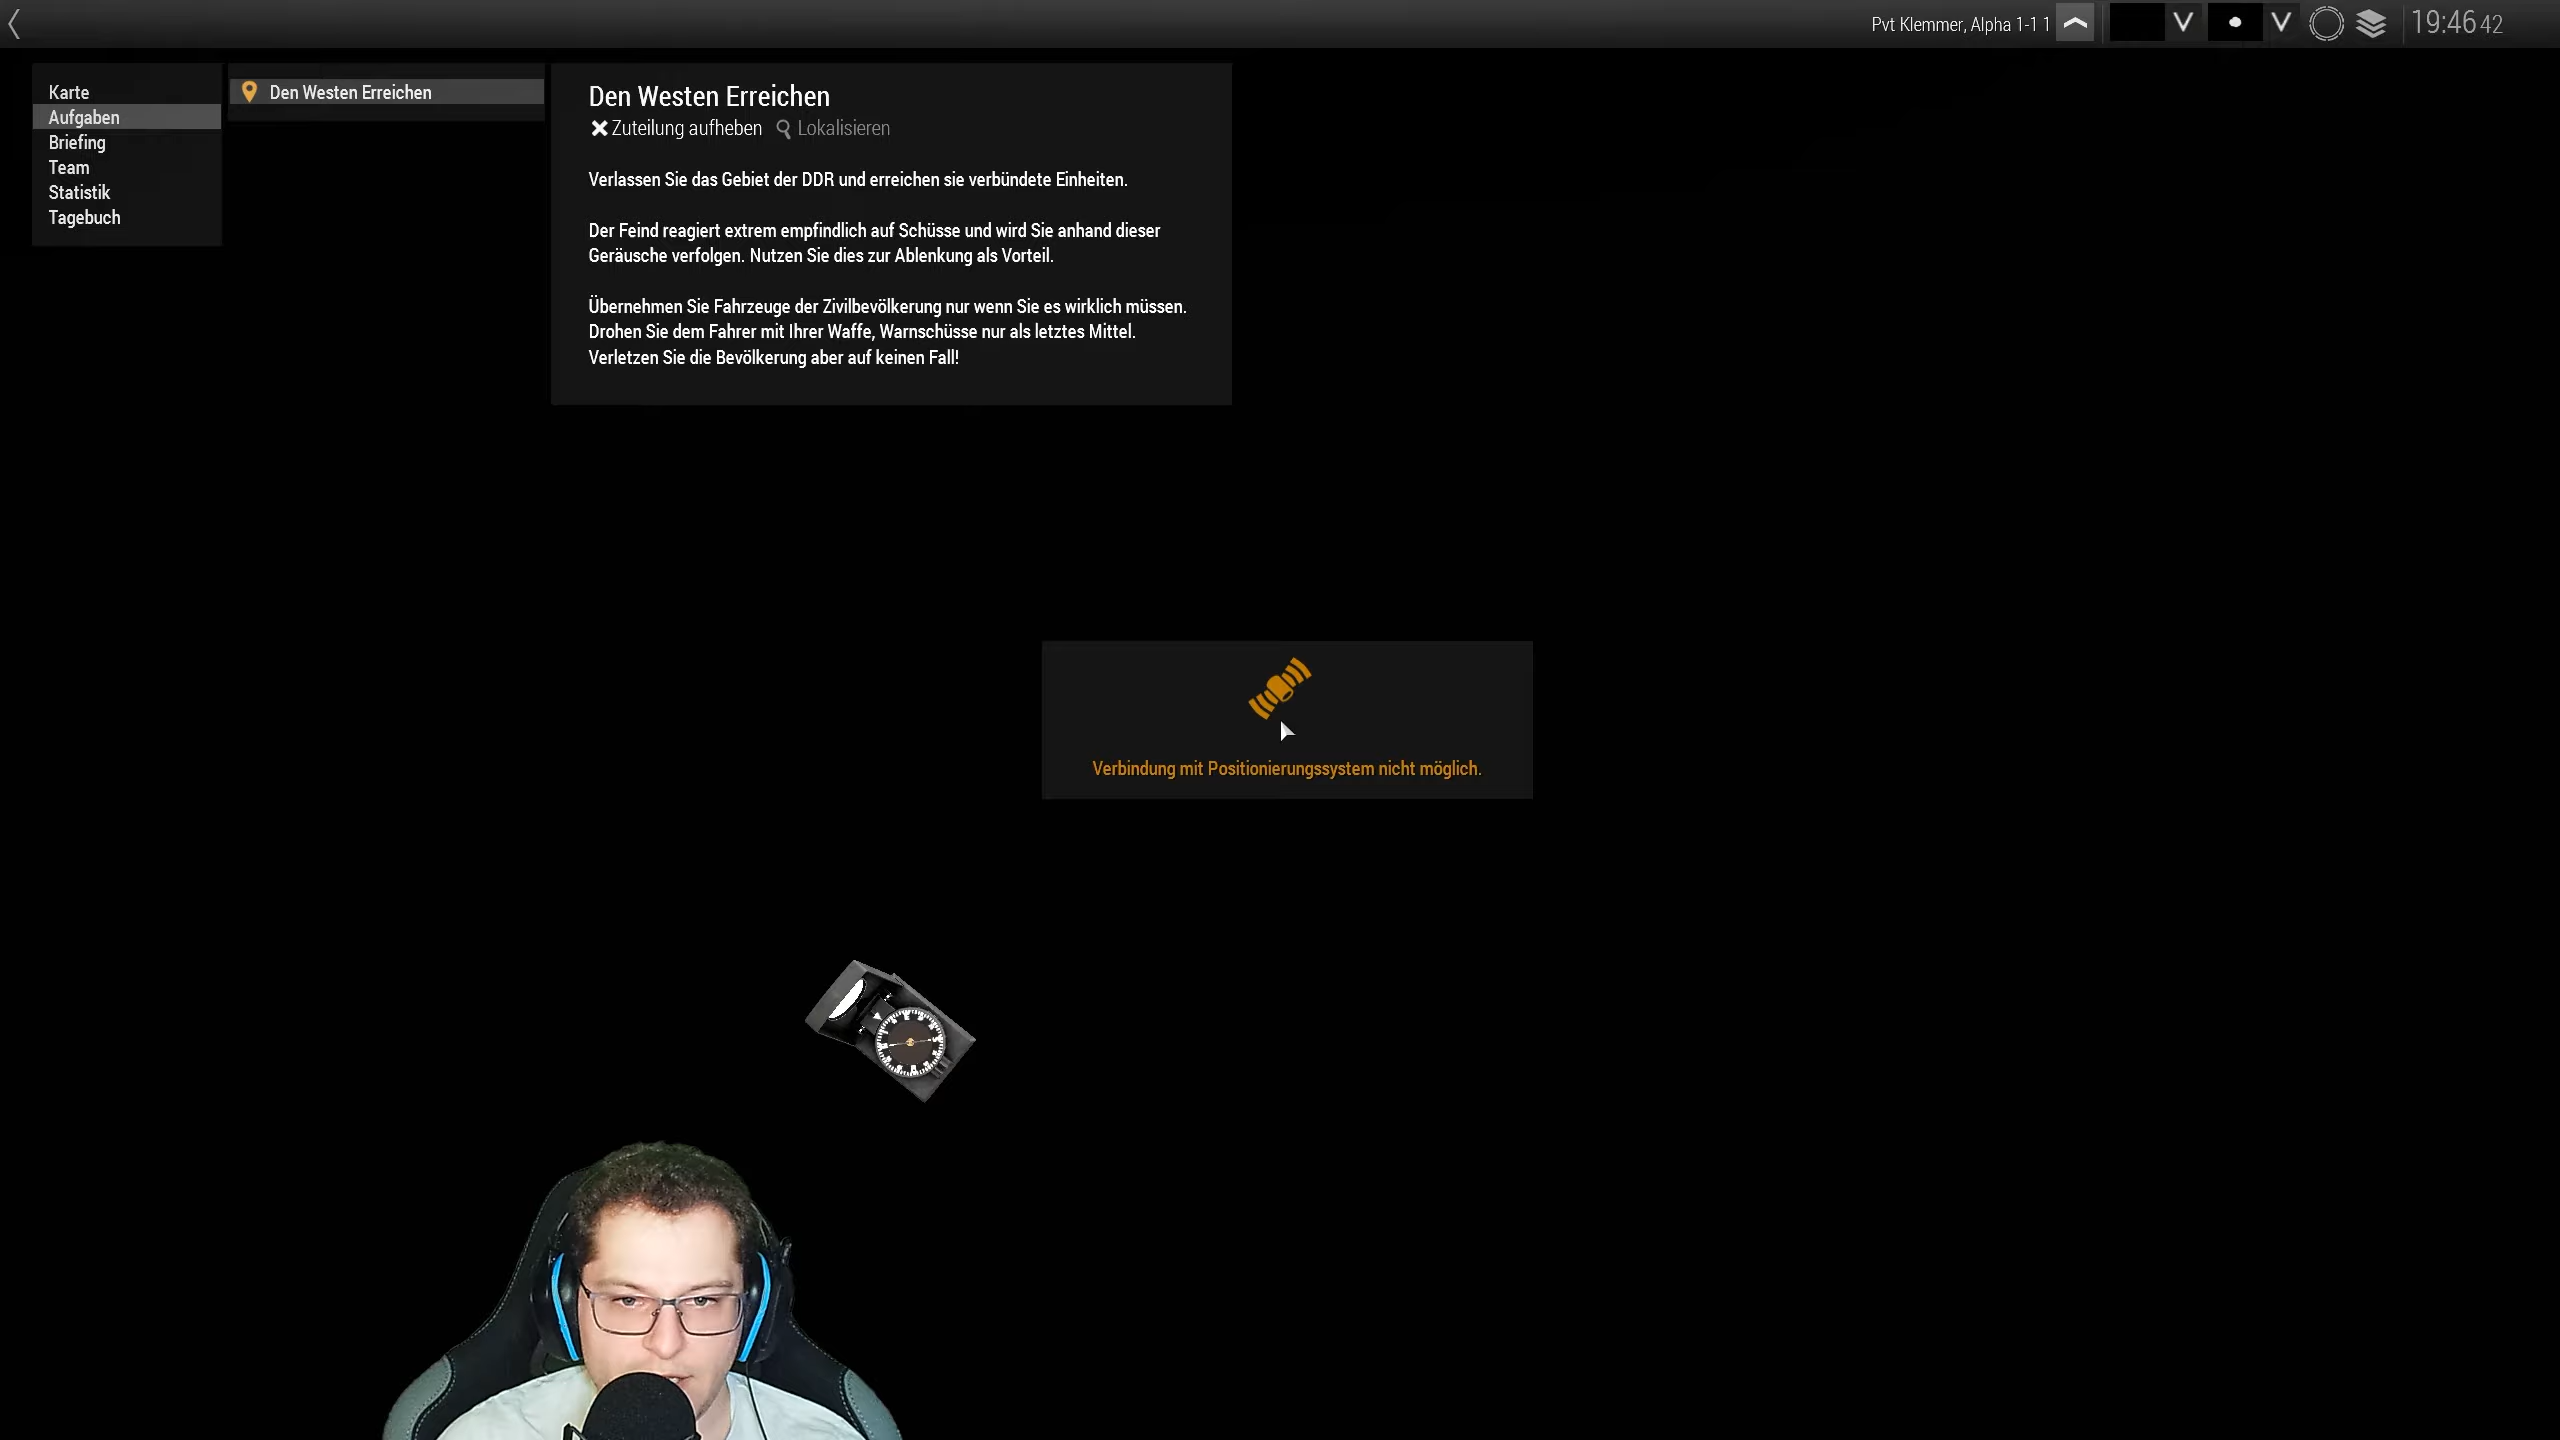 Pvt Klemmer, Alpha 1-1 1
19:46 42
Karte
Aufgaben
Briefing
Team
Statistik
Tagebuch
Den Westen Erreichen
Den Westen Erreichen
Zuteilung aufheben Lokalisieren
Verlassen Sie das Gebiet der DDR und erreichen sie verbündete Einheiten.
Der Feind reagiert extrem empfindlich auf Schüsse und wird Sie anhand dieser
Geräusche verfolgen. Nutzen Sie dies zur Ablenkung als Vorteil.
Übernehmen Sie Fahrzeuge der Zivilbevölkerung nur wenn Sie es wirklich müssen.
Drohen Sie dem Fahrer mit Ihrer Waffe, Warnschüsse nur als letztes Mittel.
Verletzen Sie die Bevölkerung aber auf keinen Fall!
Verbindung mit Positionierungssystem nicht möglich.